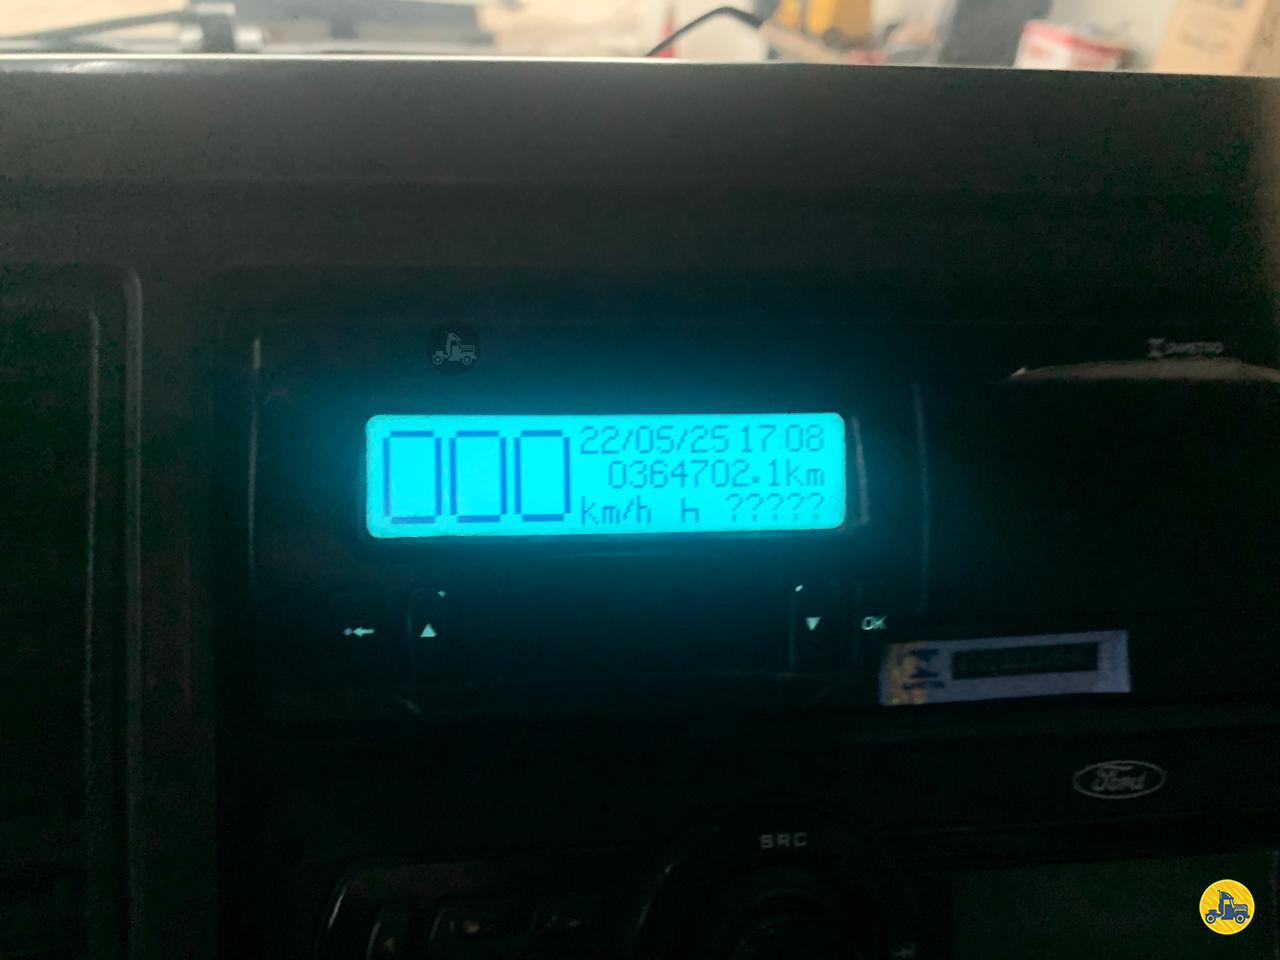 000
22/05/25 17:08
0364702.1km
km/h h ?????
OK
Ford
SRC